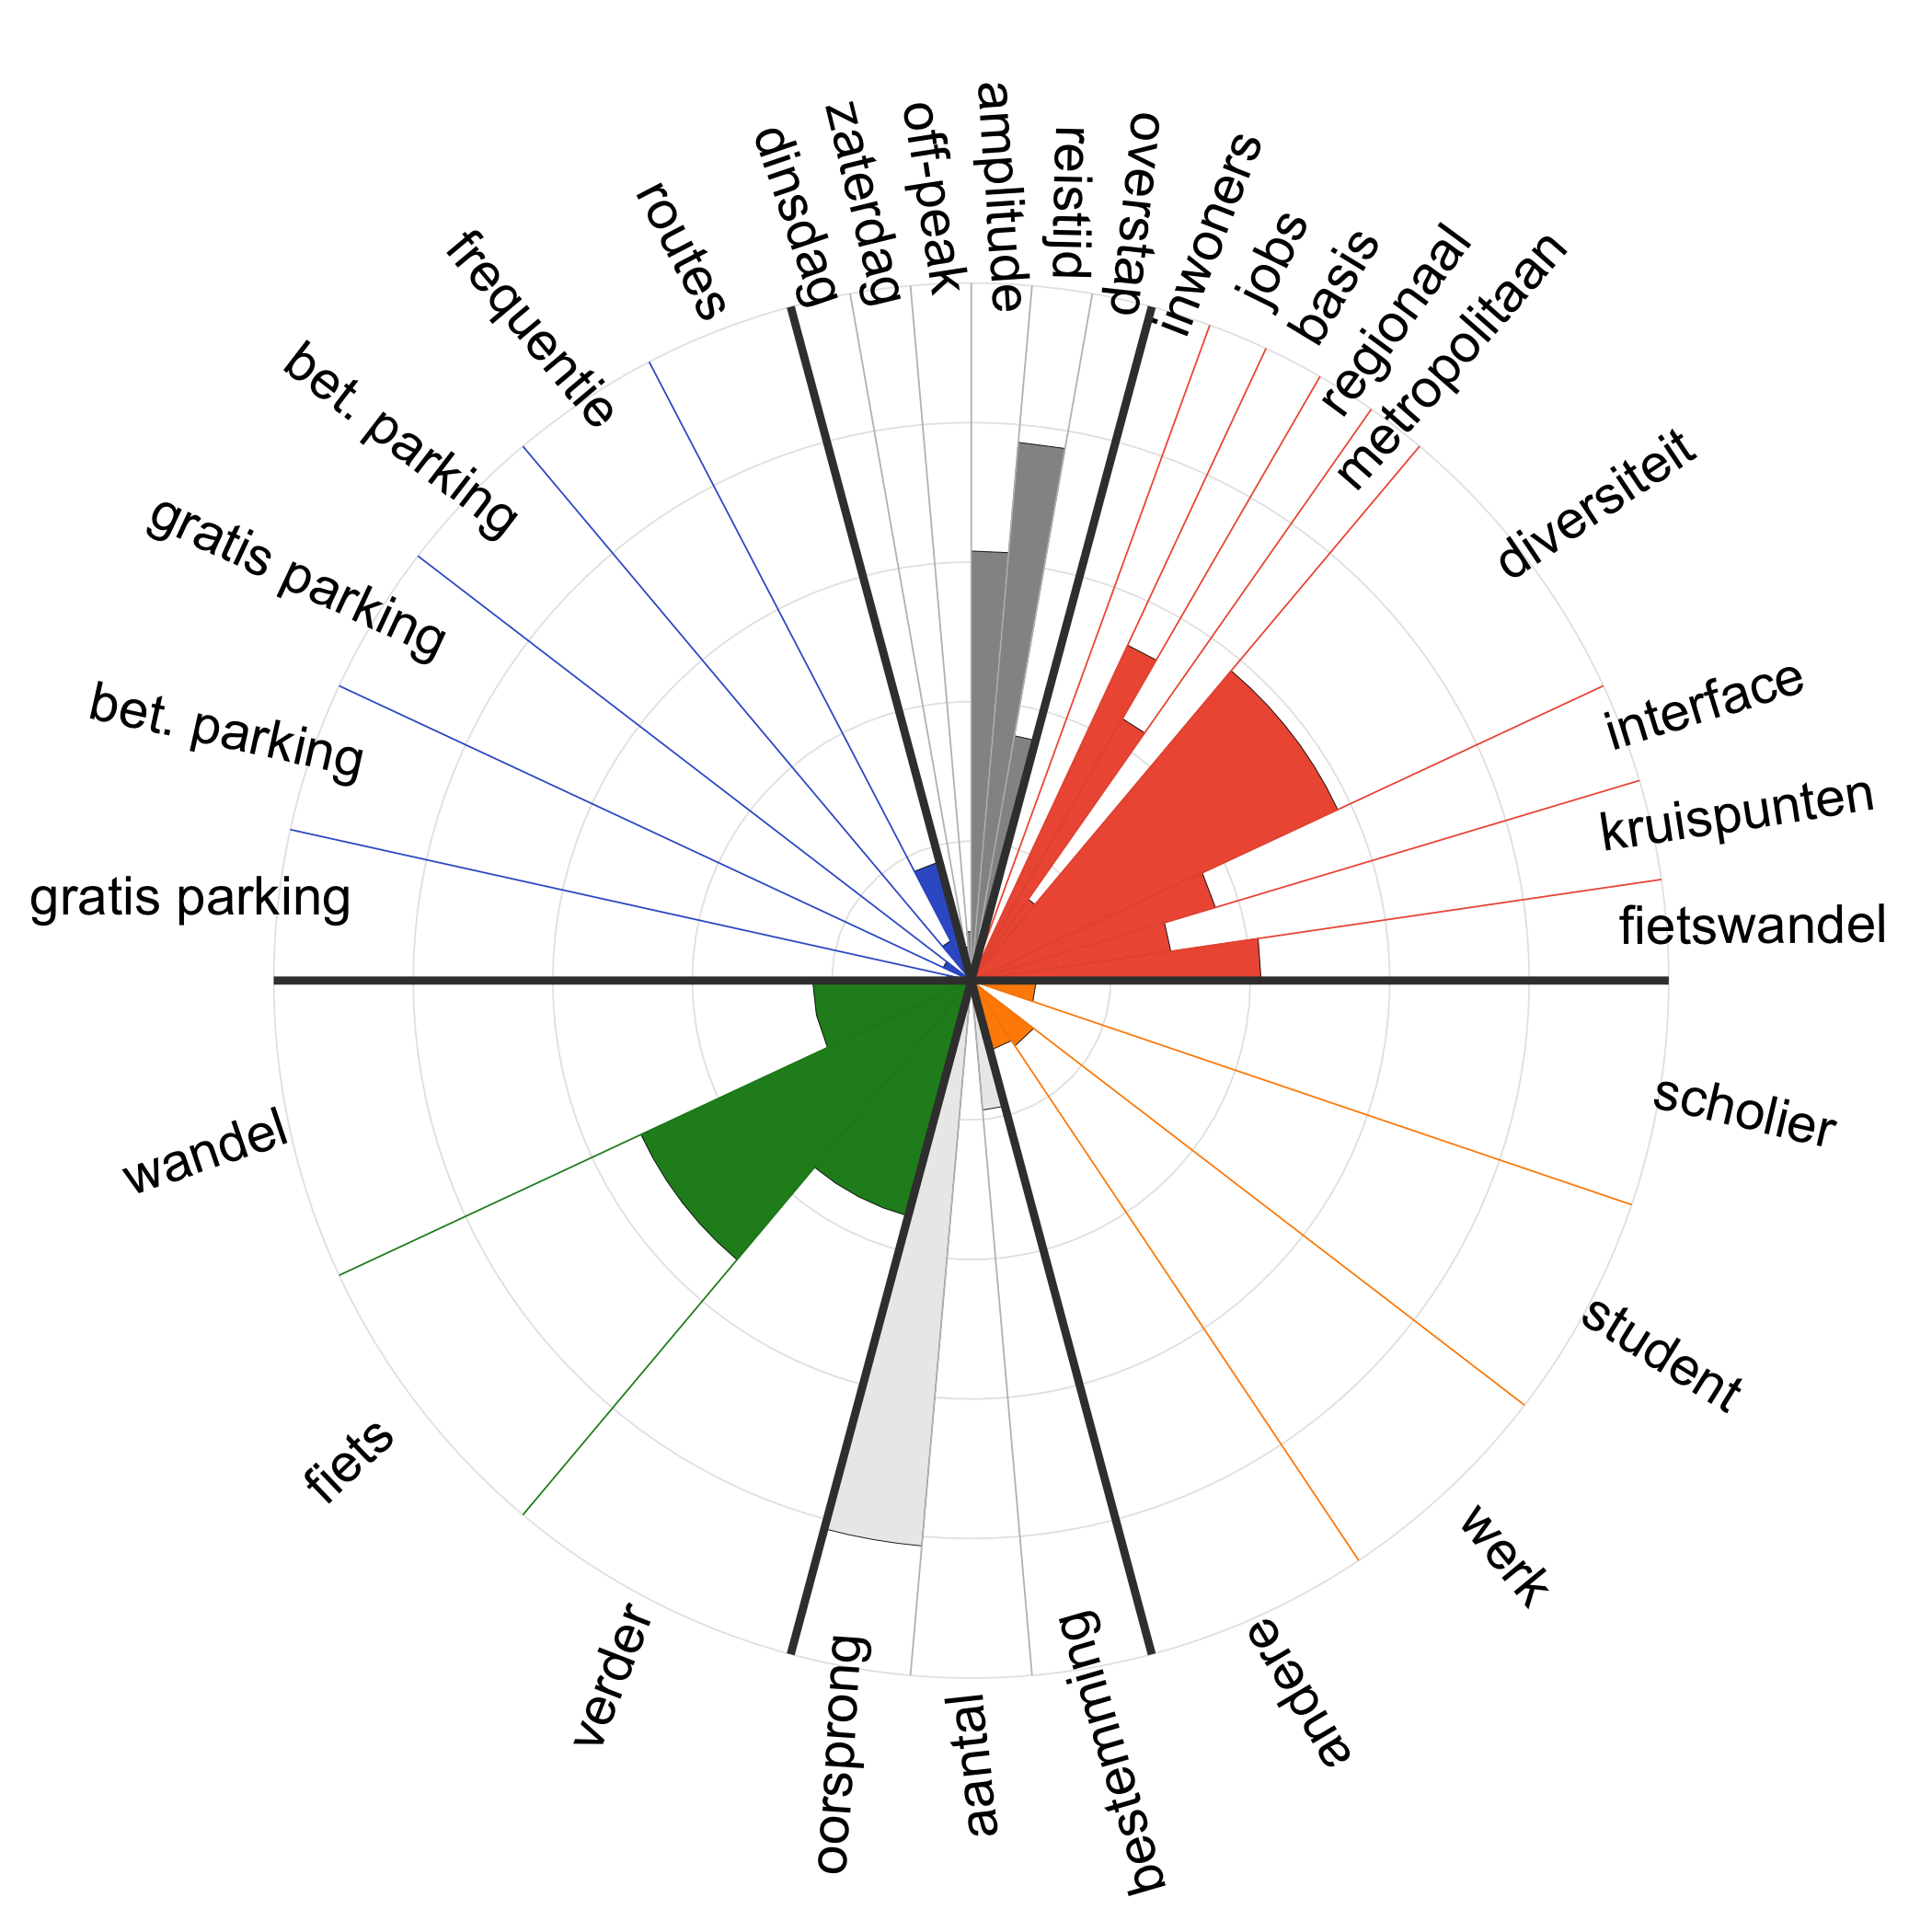 dinsdag
zaterdag
off-peak
amplitude
reistijd
overstap
inwoners
jobs
basis
regionaal
metropolitaan
diversiteit
interface
kruispunten
fietswandel
scholier
student
werk
andere
bestemming
aantal
oorsprong
verder
fiets
wandel
gratis parking
bet. parking
gratis parking
bet. parking
frequentie
routes